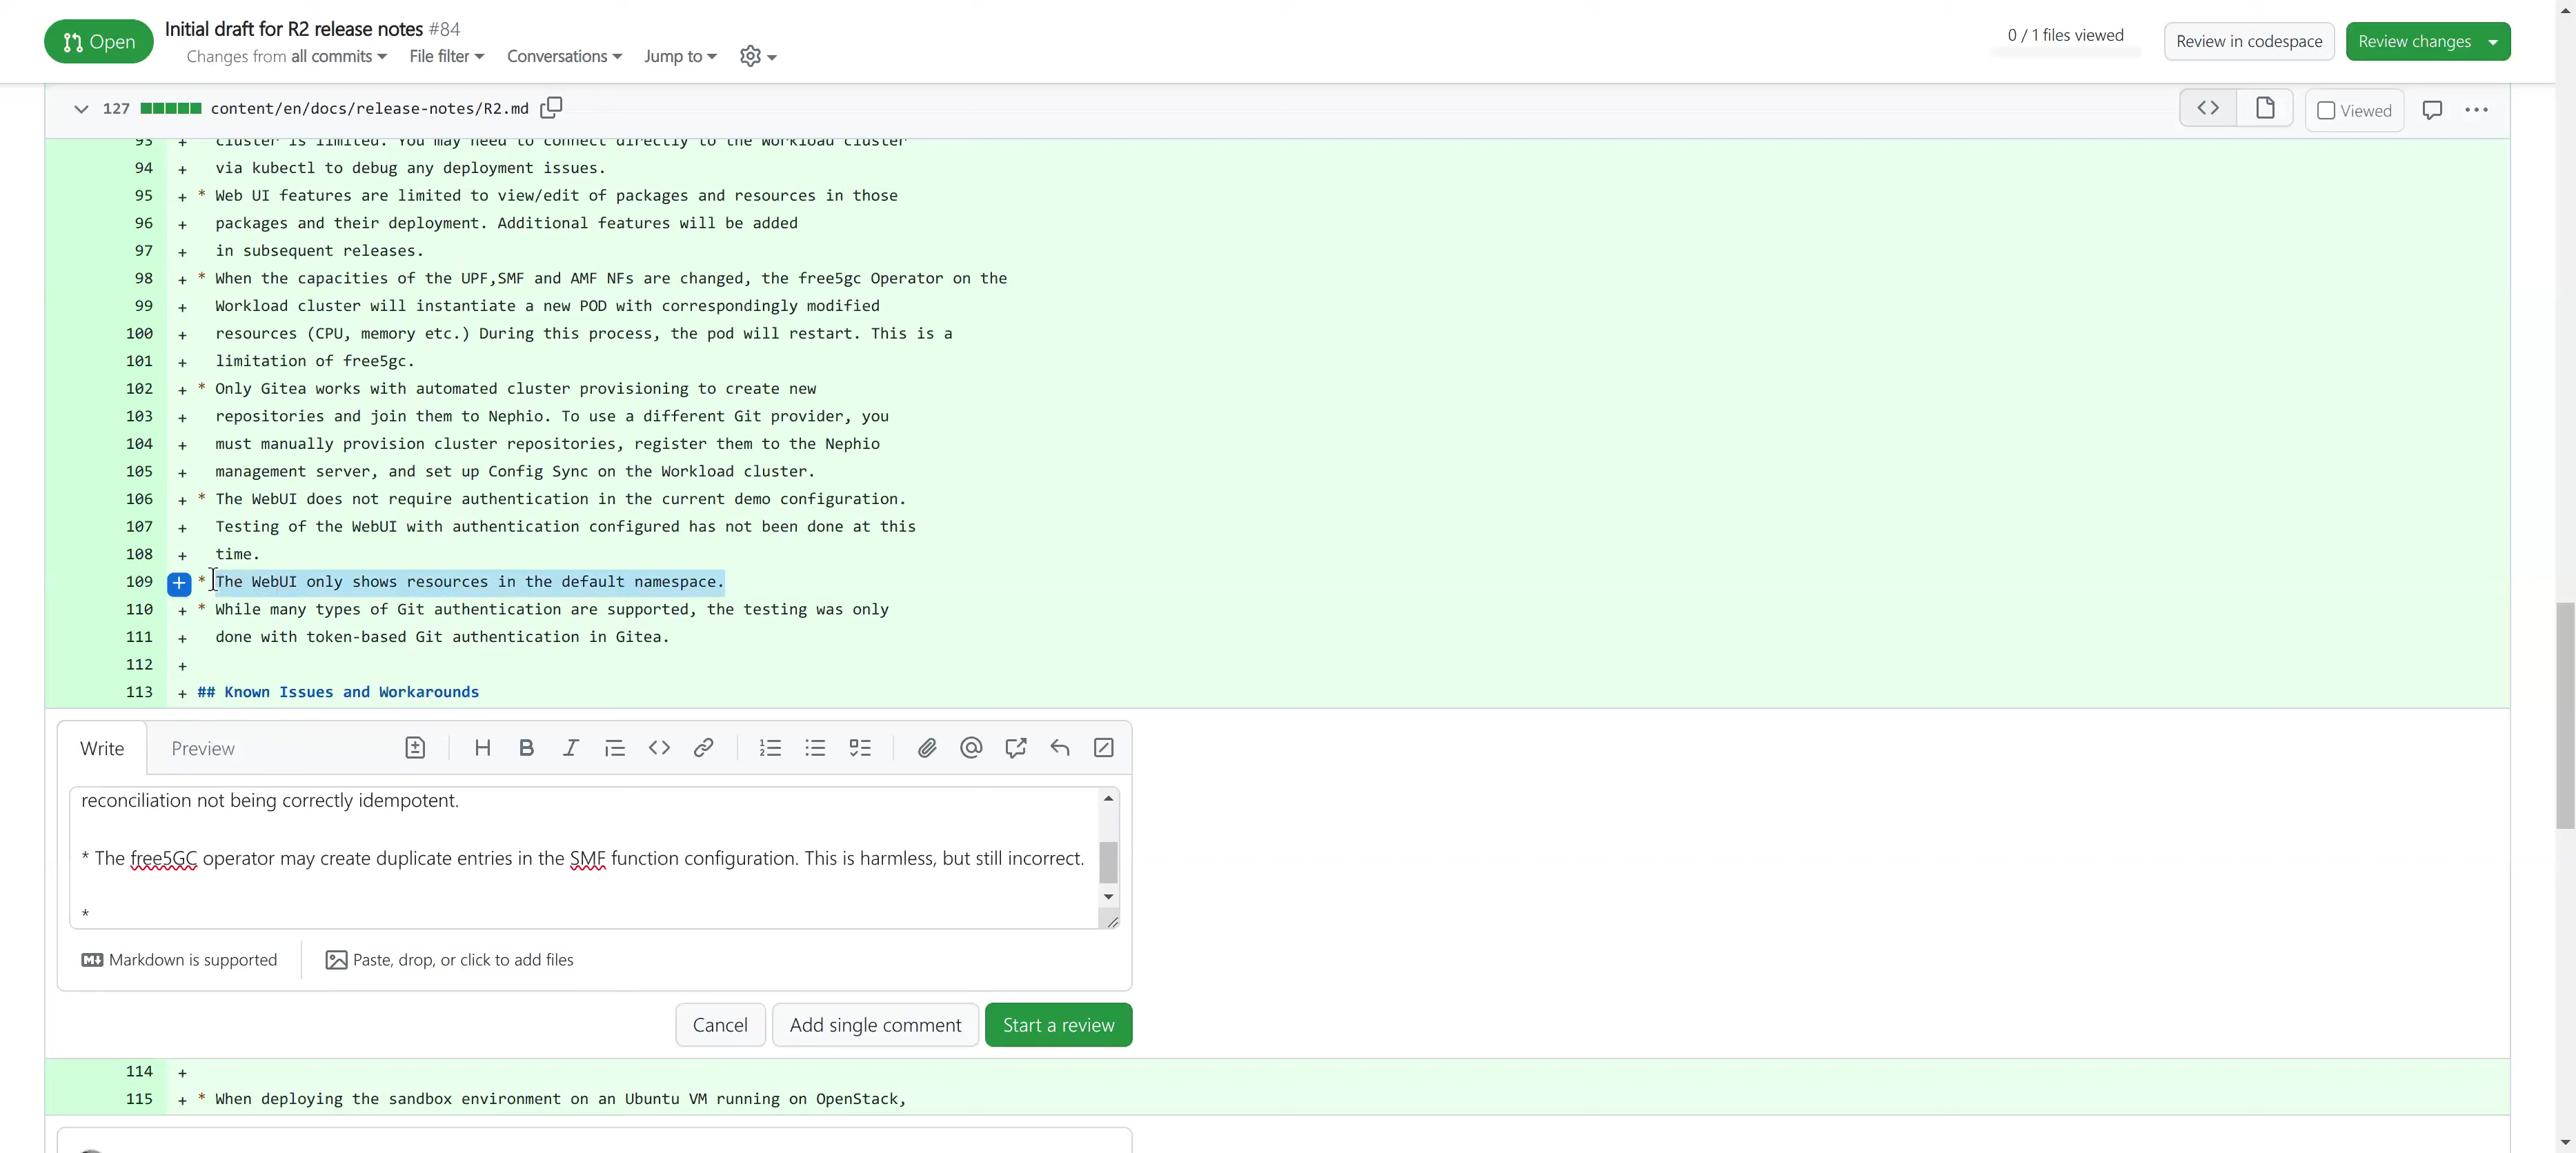 Open
Initial draft for R2 release notes #84
Changes from all commits
File filter
Conversations
Jump to
0 / 1 files viewed
Review in codespace
Review changes
127 content/en/docs/release-notes/R2.md
Viewed
93 + cluster is limited. You may need to connect directly to the workload cluster
94 + via kubectl to debug any deployment issues.
95 + * Web UI features are limited to view/edit of packages and resources in those
96 + packages and their deployment. Additional features will be added
97 + in subsequent releases.
98 + * When the capacities of the UPF,SMF and AMF NFs are changed, the free5gc Operator on the
99 + Workload cluster will instantiate a new POD with correspondingly modified
100 + resources (CPU, memory etc.) During this process, the pod will restart. This is a
101 + limitation of free5gc.
102 + * Only Gitea works with automated cluster provisioning to create new
103 + repositories and join them to Nephio. To use a different Git provider, you
104 + must manually provision cluster repositories, register them to the Nephio
105 + management server, and set up Config Sync on the Workload cluster.
106 + * The WebUI does not require authentication in the current demo configuration.
107 + Testing of the WebUI with authentication configured has not been done at this
108 + time.
109 + * The WebUI only shows resources in the default namespace.
110 + * While many types of Git authentication are supported, the testing was only
111 + done with token-based Git authentication in Gitea.
112 +
113 + ## Known Issues and Workarounds
Write
Preview
reconciliation not being correctly idempotent.
* The free5GC operator may create duplicate entries in the SMF function configuration. This is harmless, but still incorrect.
*
Markdown is supported
Paste, drop, or click to add files
Cancel
Add single comment
Start a review
114 +
115 + * When deploying the sandbox environment on an Ubuntu VM running on OpenStack,